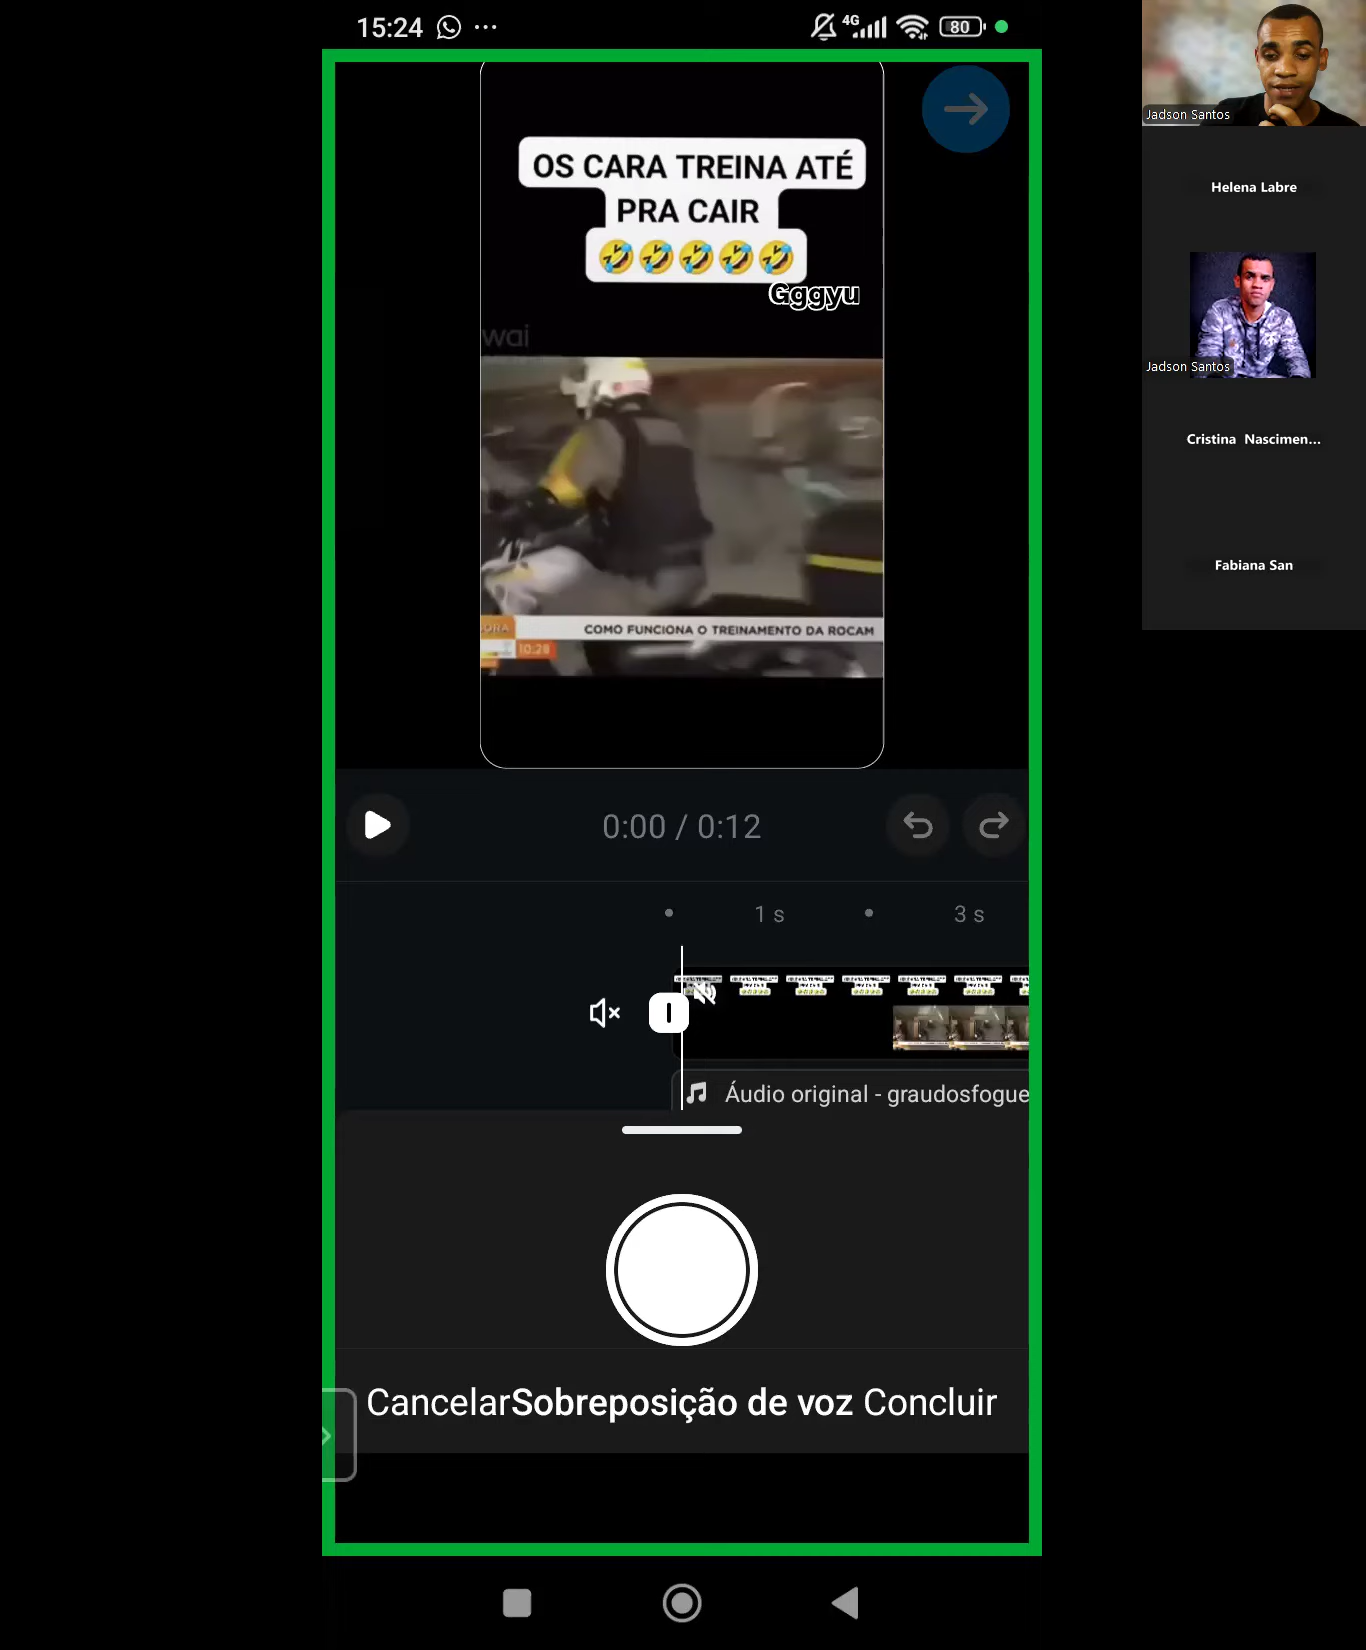 15:24
4G
80
OS CARA TREINA ATÉ
PRA CAIR
🤣🤣🤣🤣🤣
Gggyu
wai
COMO FUNCIONA O TREINAMENTO DA ROCAM
10:28
0:00 / 0:12
1 s
3 s
Áudio original - graudosfogue
Cancelar
Sobreposição de voz
Concluir
Jadson Santos
Helena Labre
Jadson Santos
Cristina Nascimen...
Fabiana San